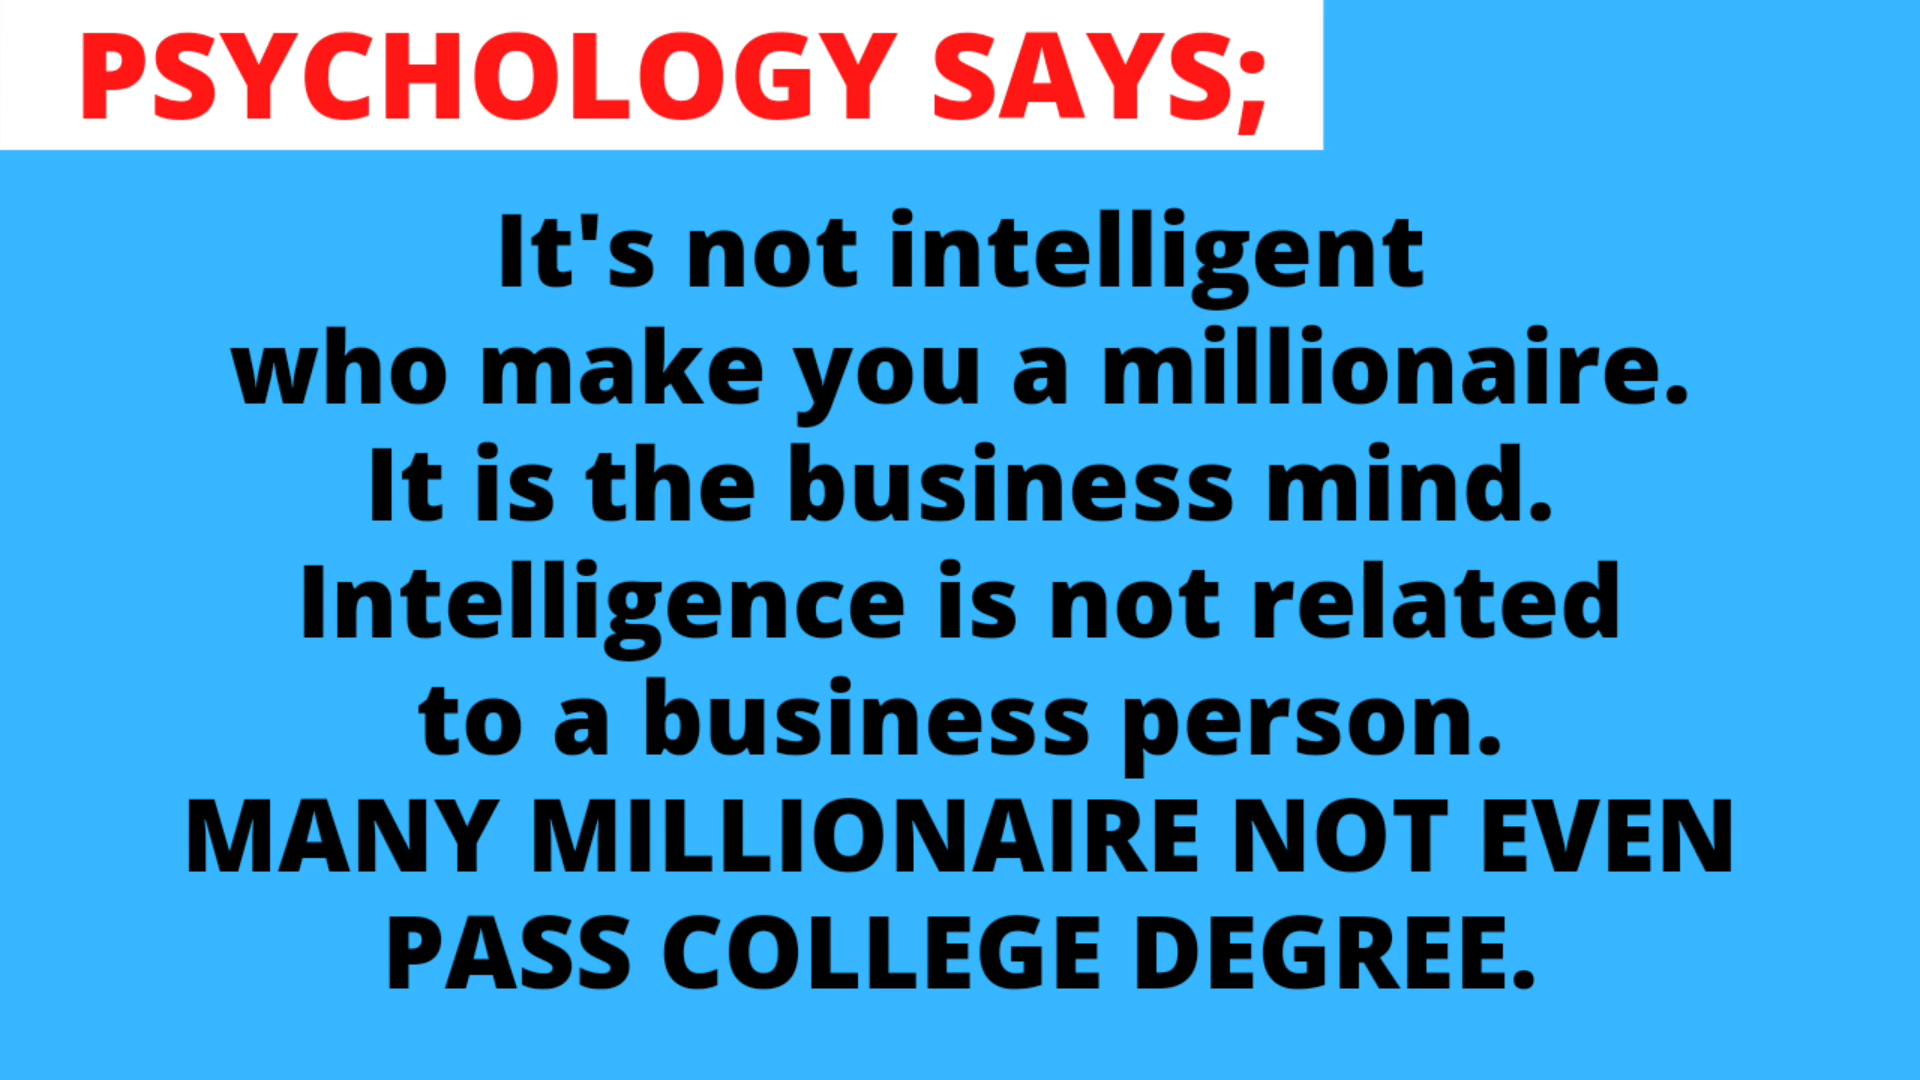 PSYCHOLOGY SAYS;
It's not intelligent
who make you a millionaire.
It is the business mind.
Intelligence is not related
to a business person.
MANY MILLIONAIRE NOT EVEN
PASS COLLEGE DEGREE.